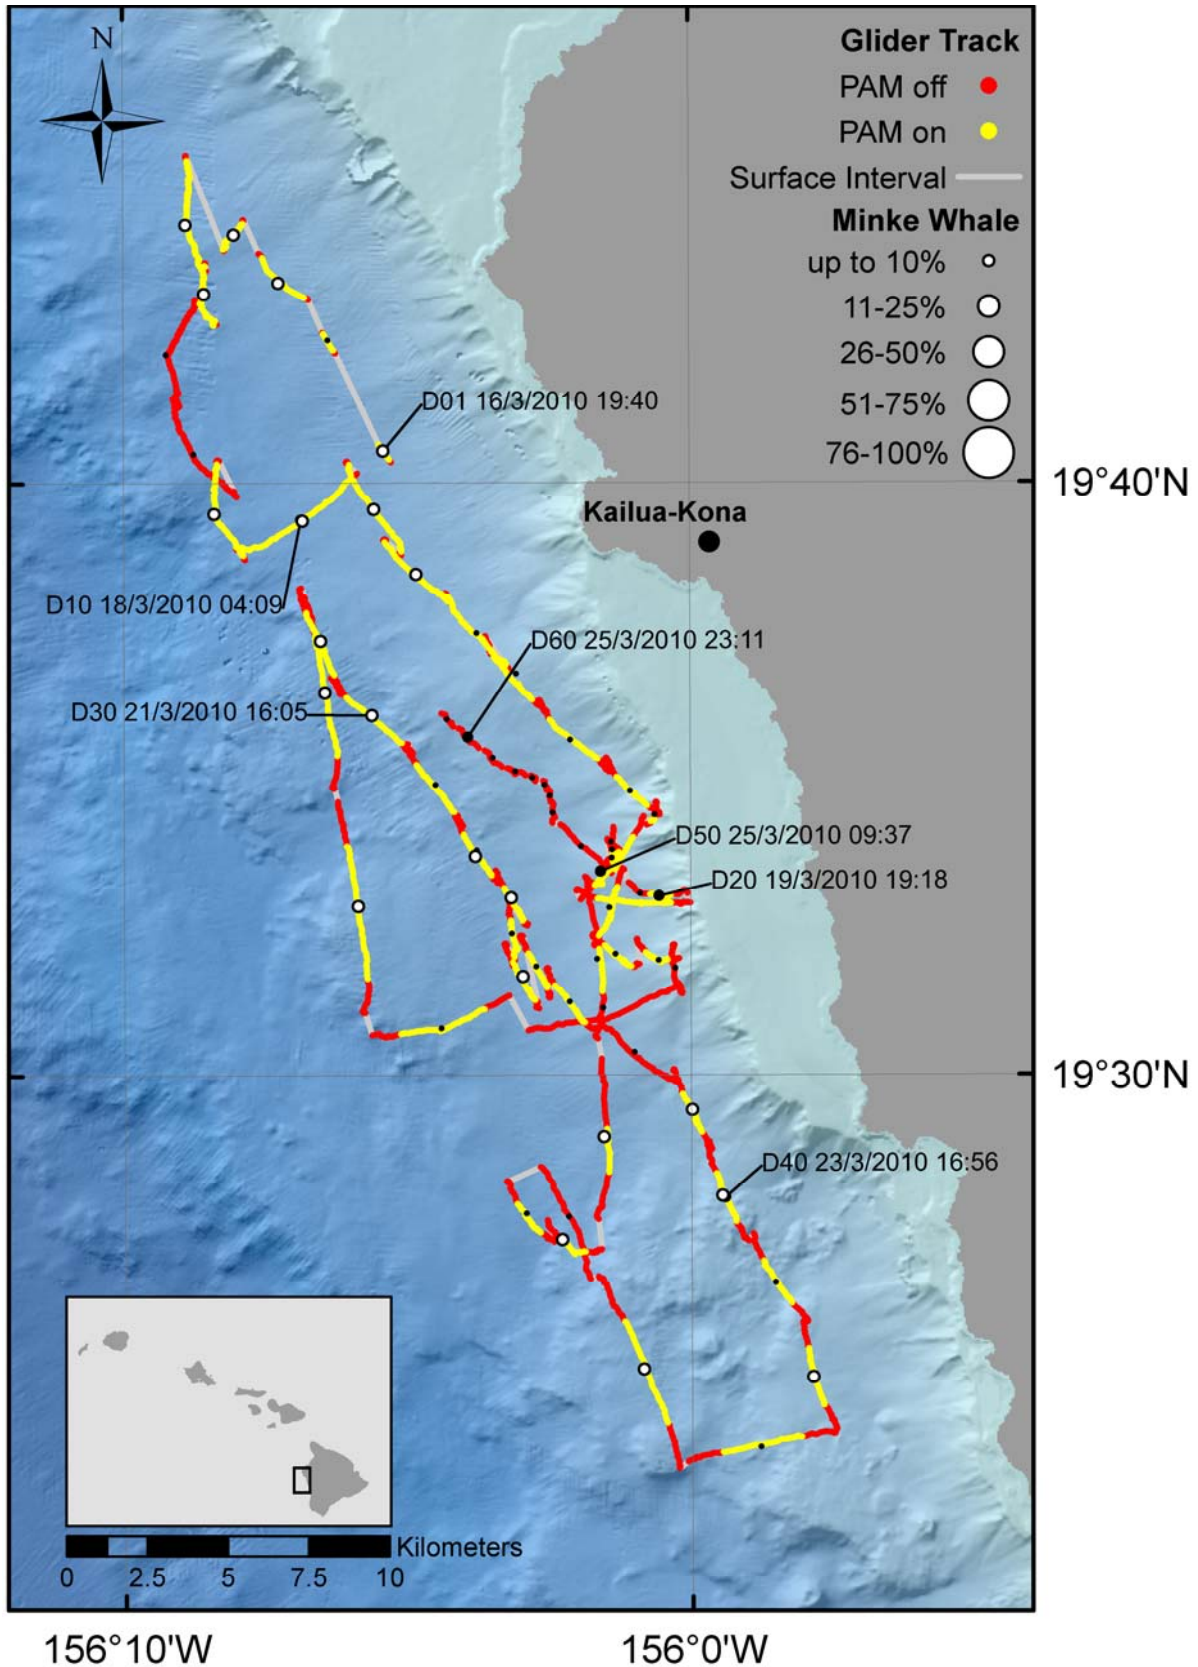 N
Glider Track
PAM off
PAM on
Surface Interval
Minke Whale
up to 10%
11-25%
26-50%
51-75%
76-100%
D01 16/3/2010 19:40
19°40'N
Kailua-Kona
D10 18/3/2010 04:09
D60 25/3/2010 23:11
D30 21/3/2010 16:05
D50 25/3/2010 09:37
D20 19/3/2010 19:18
19°30'N
D40 23/3/2010 16:56
Kilometers
0 2.5 5 7.5 10
156°10'W 156°0'W